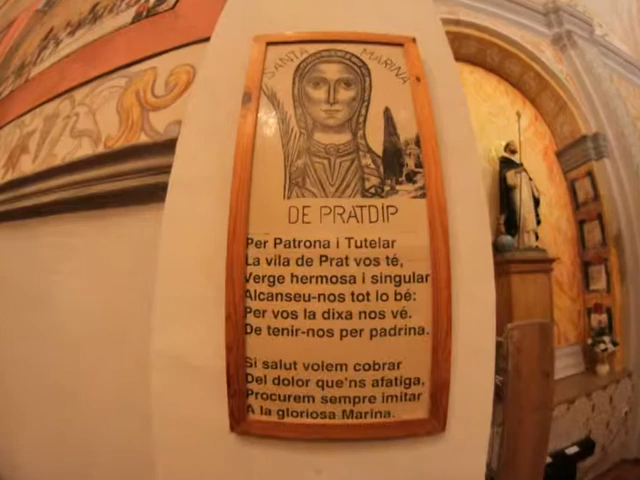 SANTA MARINA
DE PRATDIP
Per Patrona i Tutelar
La vila de Prat vos té,
Verge hermosa i singular
Alcanseu-nos tot lo bé:
Per vos la dixa nos vé.
De tenir-nos per padrina.
Si salut volem cobrar
Del dolor que'ns afatiga,
Procurem sempre imitar
A la gloriosa Marina.